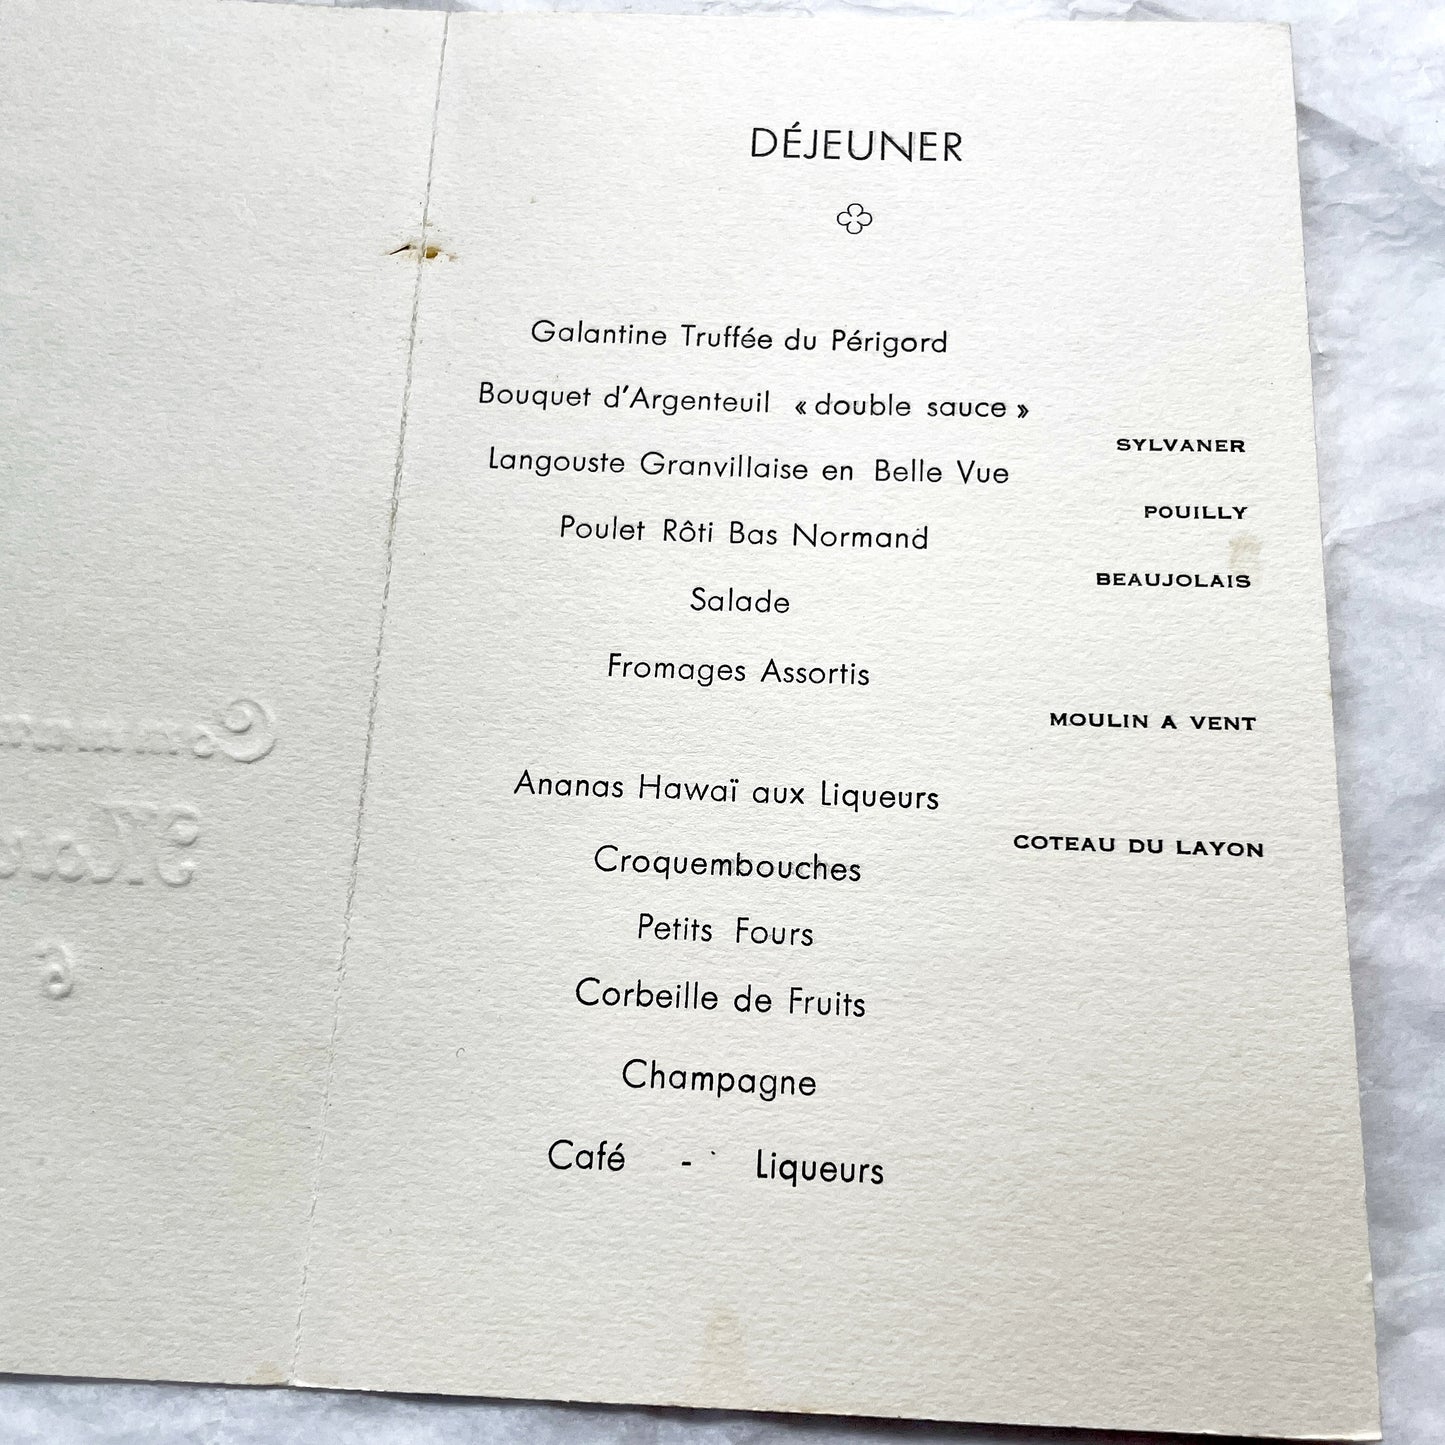 DÉJEUNER
Galantine Truffée du Périgord
Bouquet d'Argenteuil « double sauce »
SYLVANER
Langouste Granvillaise en Belle Vue
POUILLY
Poulet Rôti Bas Normand
BEAUJOLAIS
Salade
Fromages Assortis
MOULIN A VENT
Ananas Hawaï aux Liqueurs
COTEAU DU LAYON
Croquembouches
Petits Fours
Corbeille de Fruits
Champagne
Café - Liqueurs